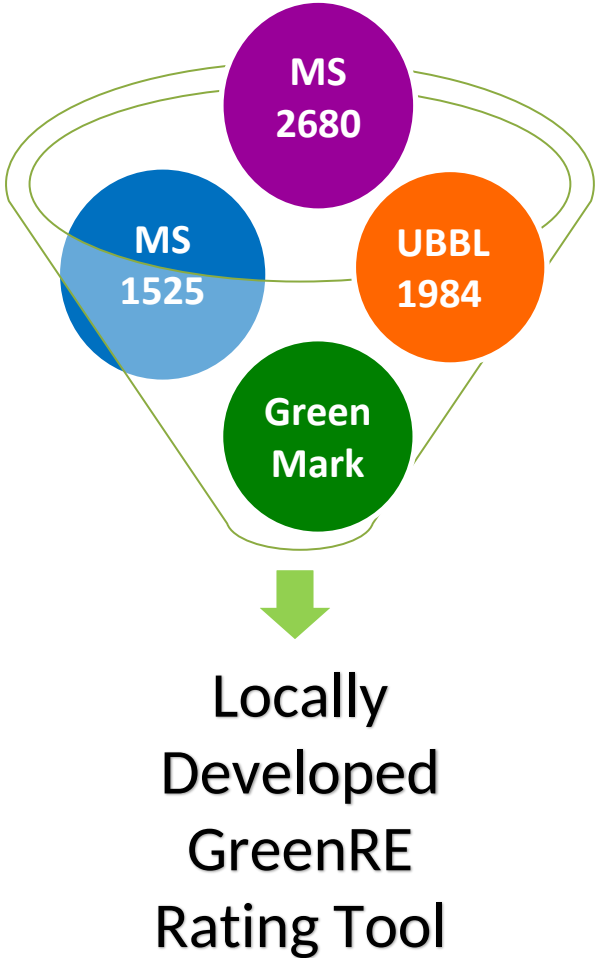 MS
2680
MS
1525
UBBL
1984
Green
Mark
Locally
Developed
GreenRE
Rating Tool